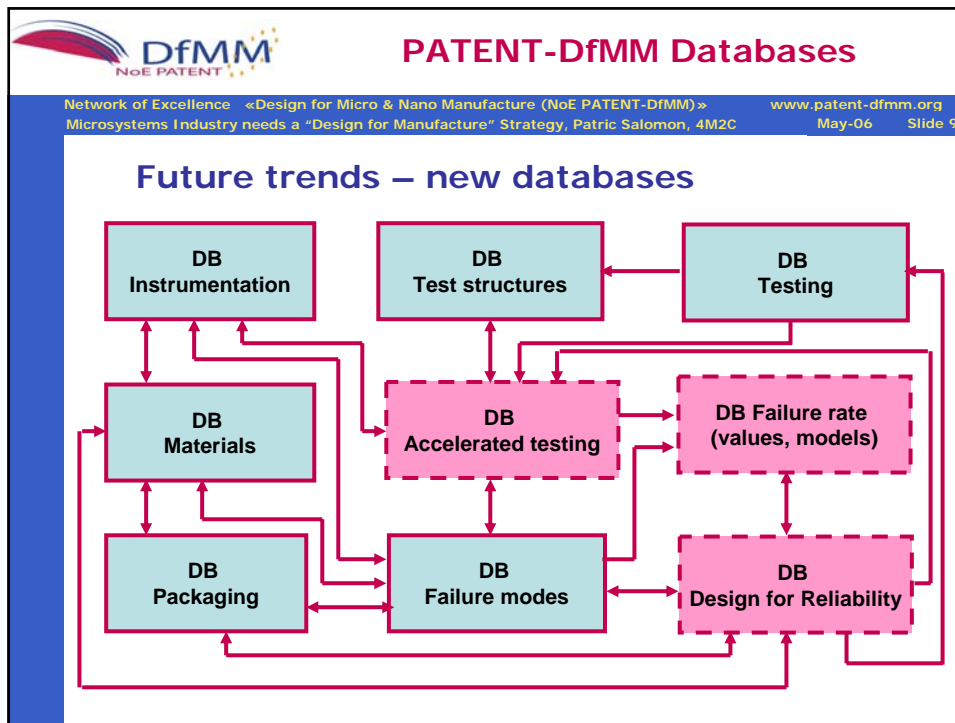 DfMM
NoE PATENT
PATENT-DfMM Databases
Network of Excellence «Design for Micro & Nano Manufacture (NoE PATENT-DfMM)» www.patent-dfmm.org
Microsystems Industry needs a “Design for Manufacture” Strategy, Patric Salomon, 4M2C May-06 Slide 9
Future trends – new databases
DB
Instrumentation
DB
Test structures
DB
Testing
DB
Materials
DB
Accelerated testing
DB Failure rate
(values, models)
DB
Packaging
DB
Failure modes
DB
Design for Reliability